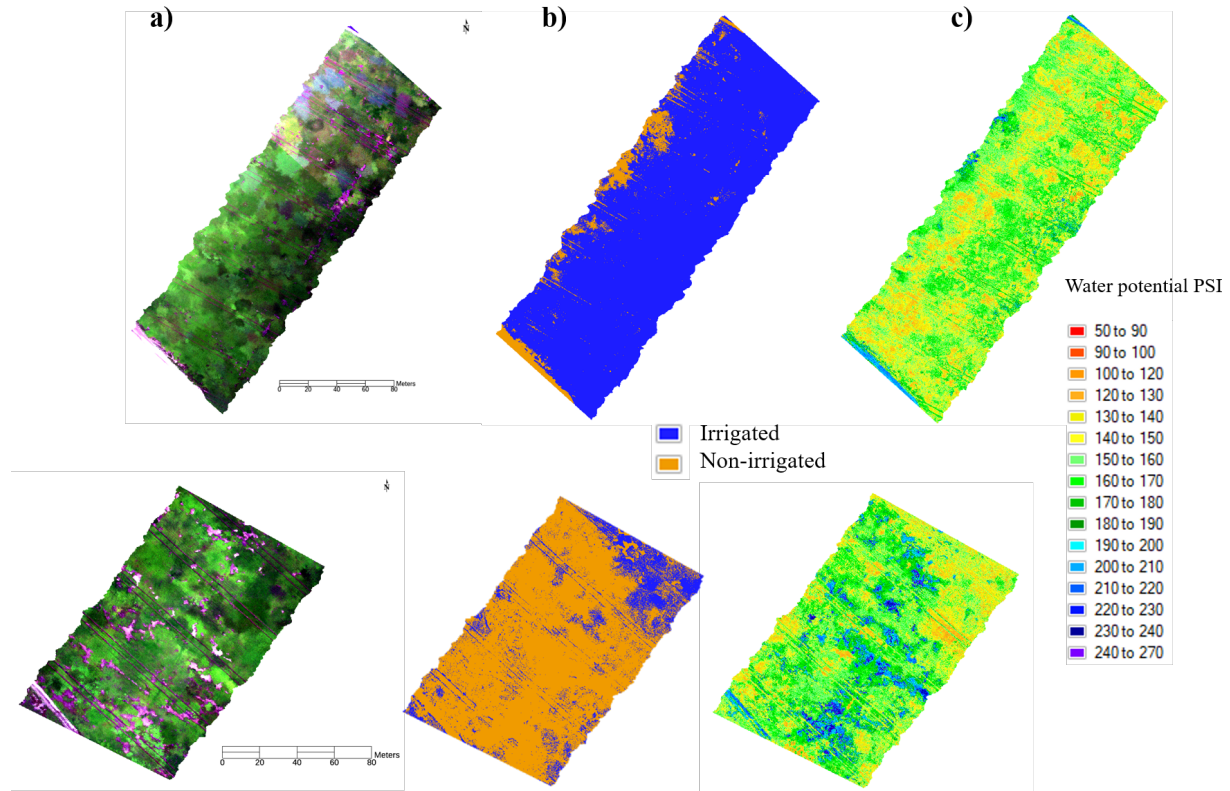 a)
b)
c)
N
Meters
0 20 40 60 80
Irrigated
Non-irrigated
Water potential PSI
50 to 90
90 to 100
100 to 120
120 to 130
130 to 140
140 to 150
150 to 160
160 to 170
170 to 180
180 to 190
190 to 200
200 to 210
210 to 220
220 to 230
230 to 240
240 to 270
N
Meters
0 20 40 60 80